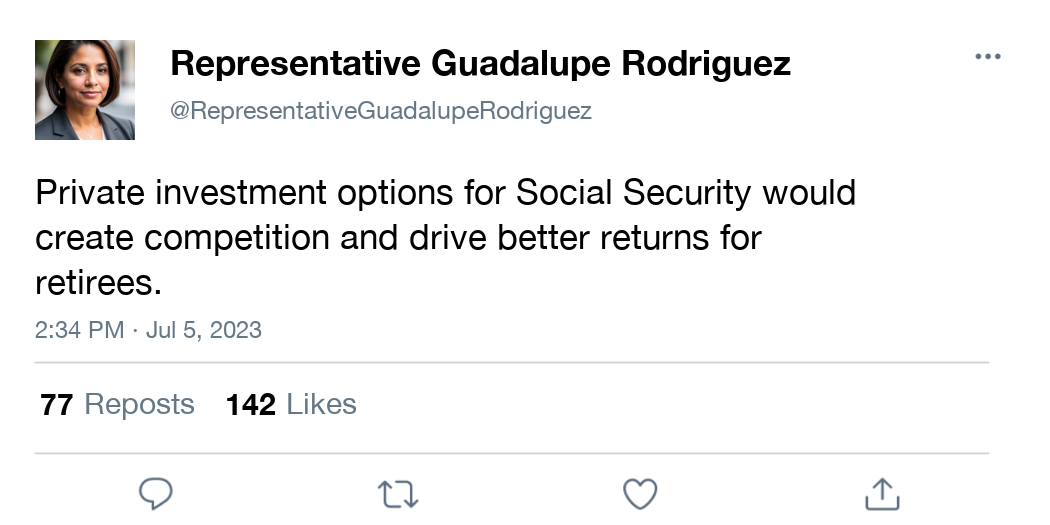 Representative Guadalupe Rodriguez
@RepresentativeGuadalupeRodriguez
Private investment options for Social Security would
create competition and drive better returns for
retirees.
2:34 PM · Jul 5, 2023
77 Reposts 142 Likes